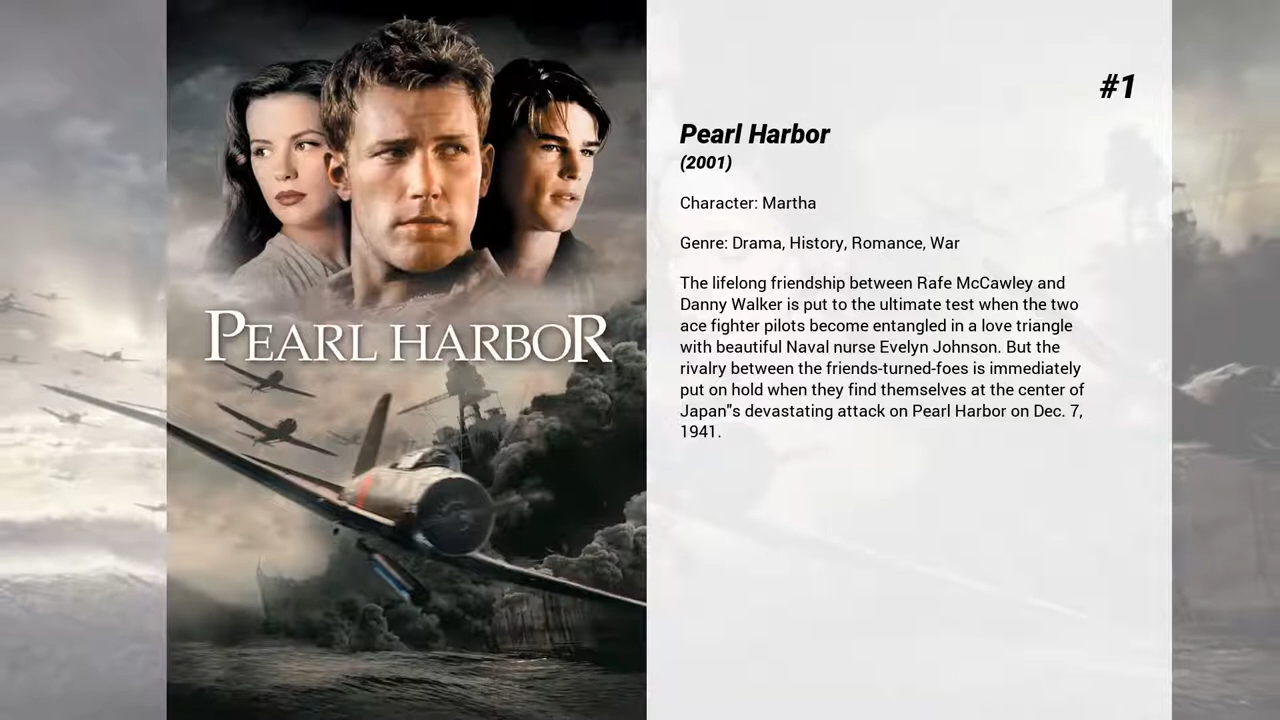 PEARL HARBOR
#1
Pearl Harbor
(2001)
Character: Martha
Genre: Drama, History, Romance, War
The lifelong friendship between Rafe McCawley and
Danny Walker is put to the ultimate test when the two
ace fighter pilots become entangled in a love triangle
with beautiful Naval nurse Evelyn Johnson. But the
rivalry between the friends-turned-foes is immediately
put on hold when they find themselves at the center of
Japan"s devastating attack on Pearl Harbor on Dec. 7,
1941.